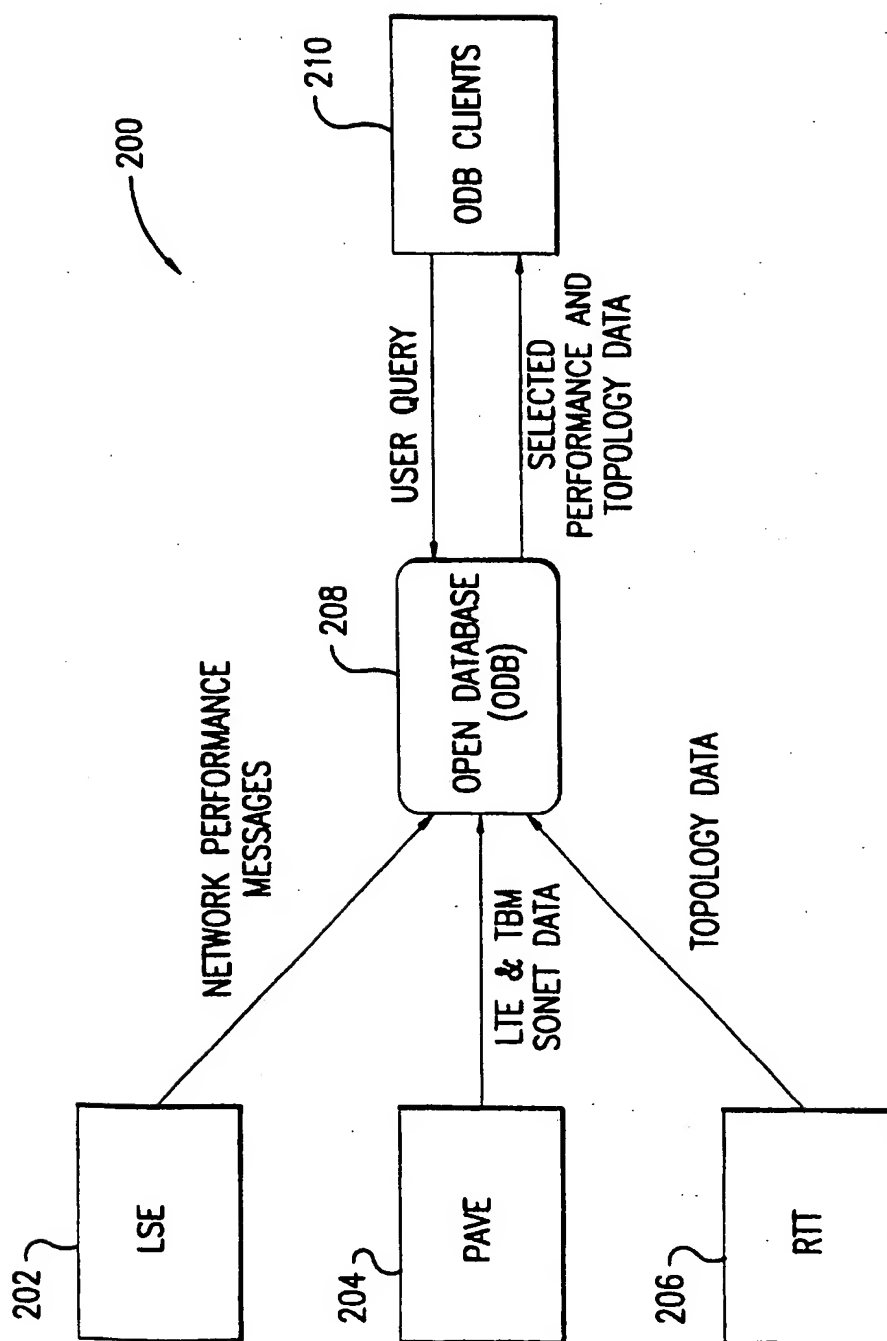 200
202
LSE
NETWORK PERFORMANCE
MESSAGES
204
PAVE
LTE & TBM
SONET DATA
206
RTT
TOPOLOGY DATA
208
OPEN DATABASE
(ODB)
USER QUERY
SELECTED
PERFORMANCE AND
TOPOLOGY DATA
210
ODB CLIENTS